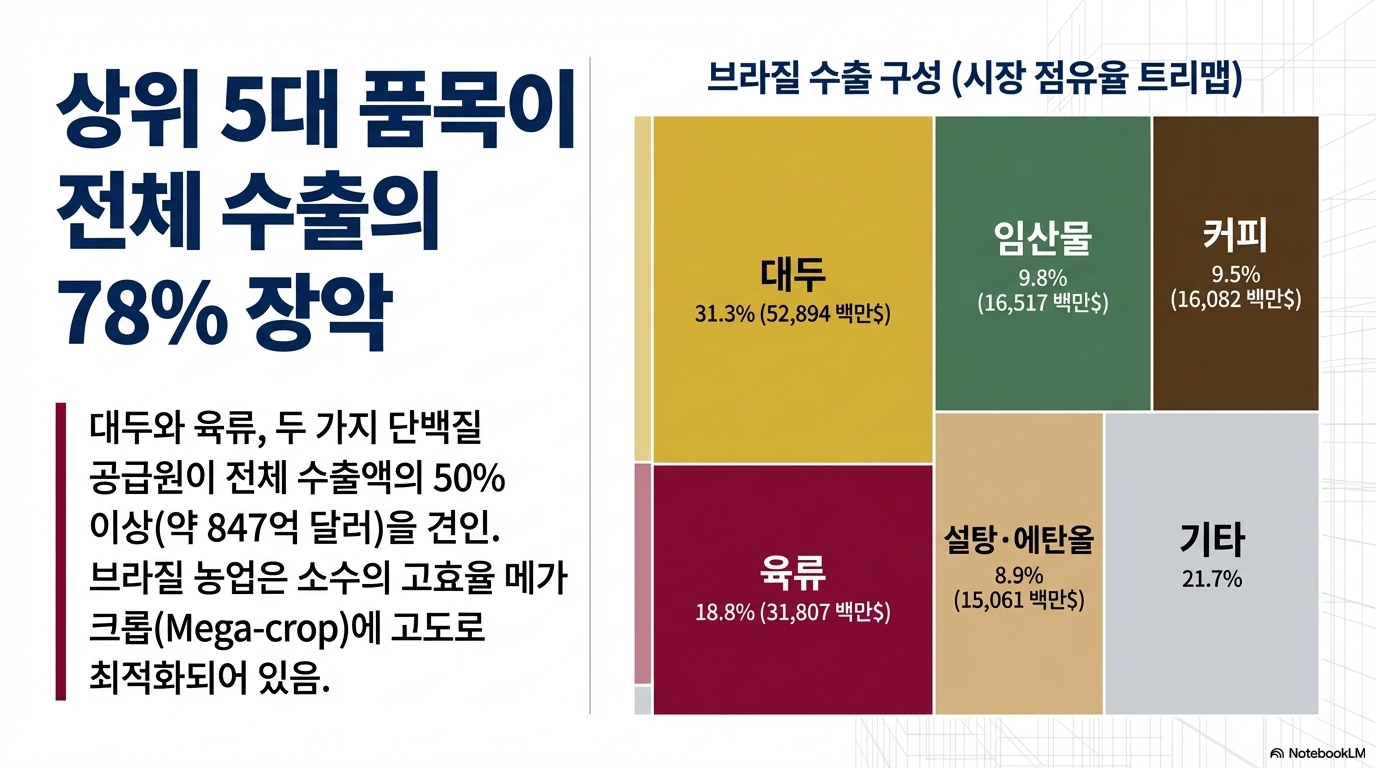 상위 5대 품목이
전체 수출의
78% 장악
대두와 육류, 두 가지 단백질
공급원이 전체 수출액의 50%
이상(약 847억 달러)을 견인.
브라질 농업은 소수의 고효율 메가
크롭(Mega-crop)에 고도로
최적화되어 있음.
브라질 수출 구성 (시장 점유율 트리맵)
대두
31.3% (52,894 백만$)
육류
18.8% (31,807 백만$)
임산물
9.8%
(16,517 백만$)
커피
9.5%
(16,082 백만$)
설탕·에탄올
8.9%
(15,061 백만$)
기타
21.7%
NotebookLM